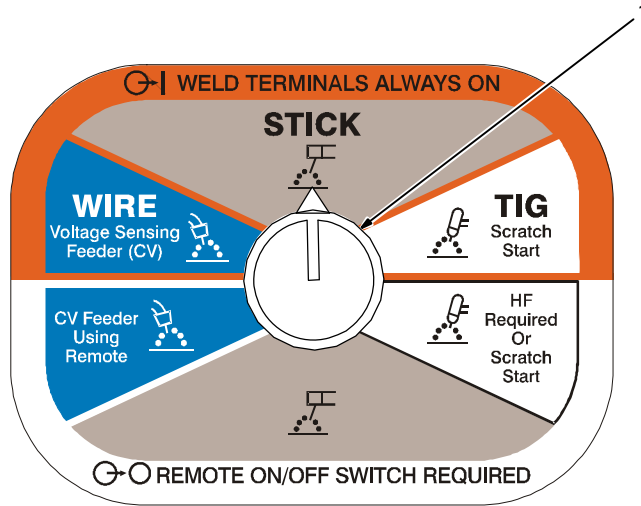 WELD TERMINALS ALWAYS ON
STICK
WIRE
Voltage Sensing
Feeder (CV)
TIG
Scratch
Start
CV Feeder
Using
Remote
HF
Required
Or
Scratch
Start
REMOTE ON/OFF SWITCH REQUIRED